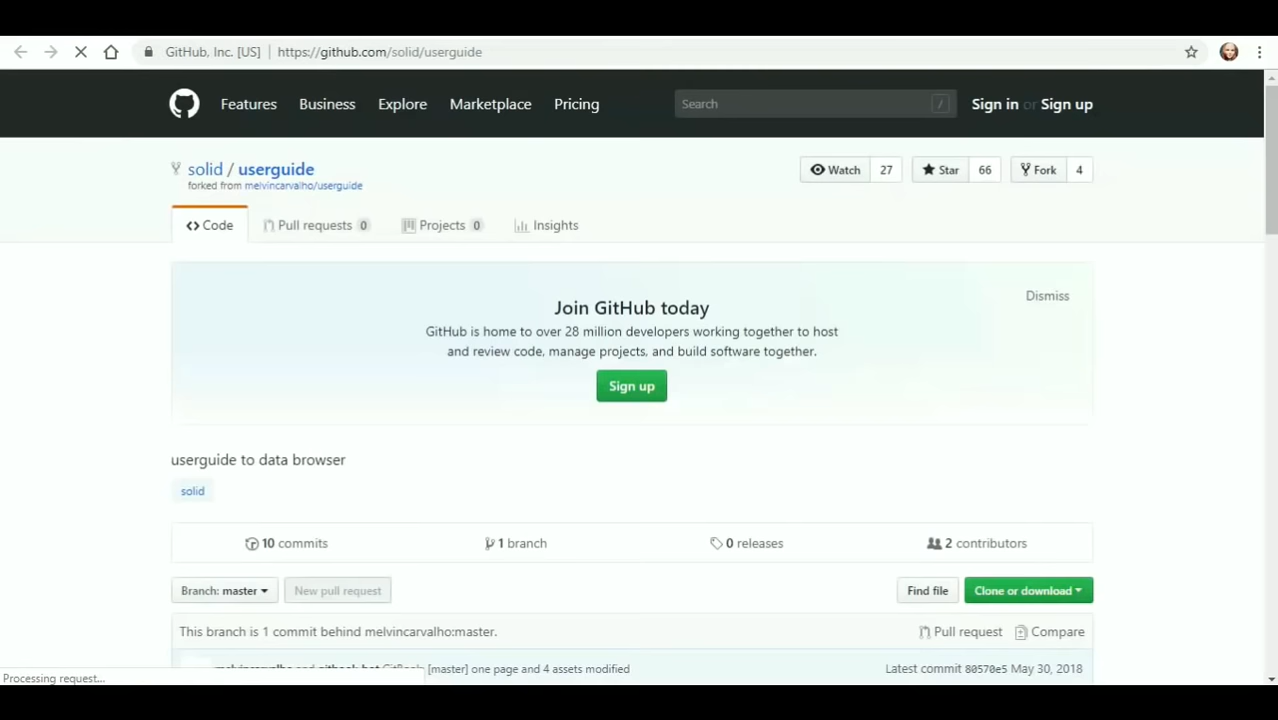 GitHub, Inc. [US] | https://github.com/solid/userguide
Features Business Explore Marketplace Pricing Search / Sign in or Sign up
solid / userguide
forked from melvincarvalho/userguide
Watch 27 Star 66 Fork 4
Code Pull requests 0 Projects 0 Insights
Join GitHub today
Dismiss
GitHub is home to over 28 million developers working together to host
and review code, manage projects, and build software together.
Sign up
userguide to data browser
solid
10 commits 1 branch 0 releases 2 contributors
Branch: master New pull request Find file Clone or download
This branch is 1 commit behind melvincarvalho:master. Pull request Compare
melvincarvalho and gitbook-bot GitBook: [master] one page and 4 assets modified Latest commit 80570e5 May 30, 2018
Processing request...